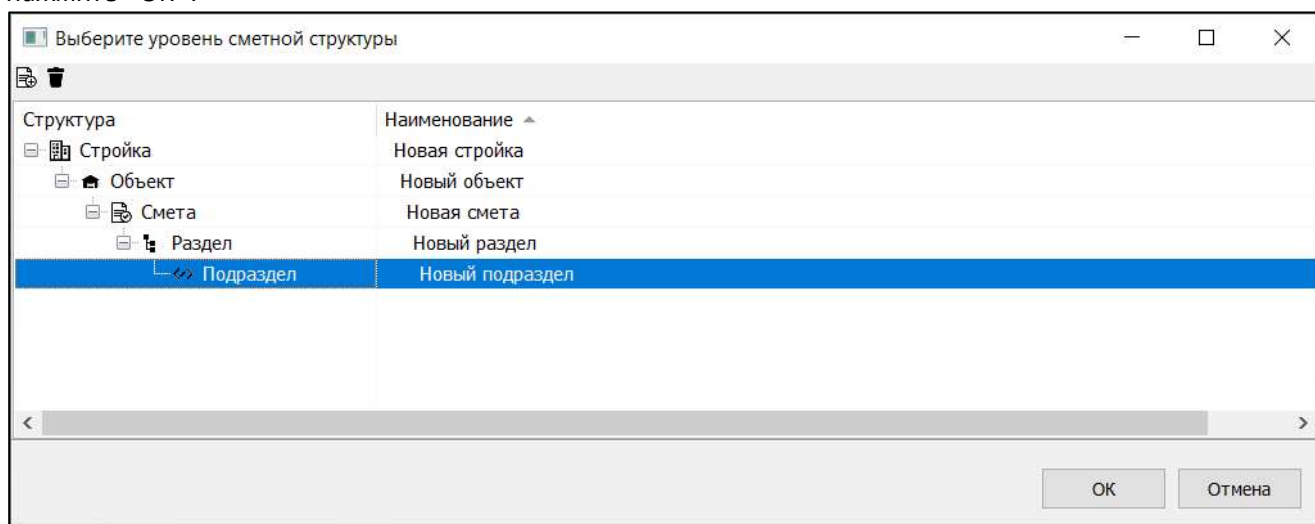 Выберите уровень сметной структуры
Структура Наименование
Стройка Новая стройка
Объект Новый объект
Смета Новая смета
Раздел Новый раздел
Подраздел Новый подраздел
ОК Отмена